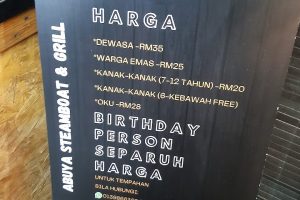 ABUYA STEAMBOAT & GRILL
HARGA
*DEWASA -RM35
*WARGA EMAS -RM25
*KANAK-KANAK (7-12 TAHUN) -RM20
*KANAK-KANAK (6-KEBAWAH FREE)
*OKU -RM28
BIRTHDAY
PERSON
SEPARUH
HARGA
UNTUK TEMPAHAN
SILA HUBUNGI: